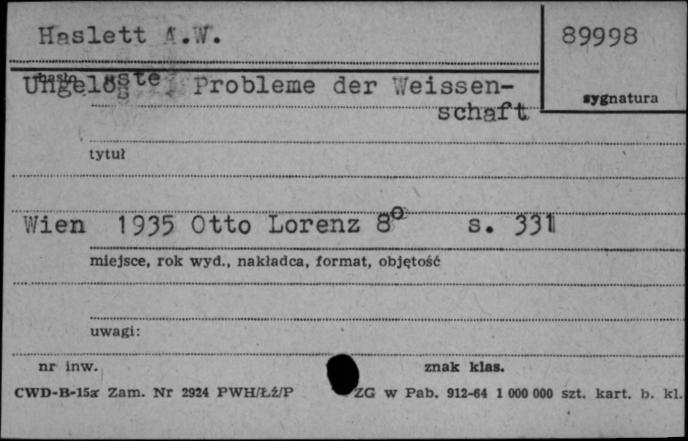 Haslett A.W.
89998
hasło
sygnatura
Ungelöste Probleme der Weissen-
schaft
tytuł
Wien 1935 Otto Lorenz 8° s. 331
miejsce, rok wyd., nakładca, format, objętość
uwagi:
nr inw.
znak klas.
CWD-B-15a Zam. Nr 2924 PWH/Łź/P
ZG w Pab. 912-64 1 000 000 szt. kart. b. kl.